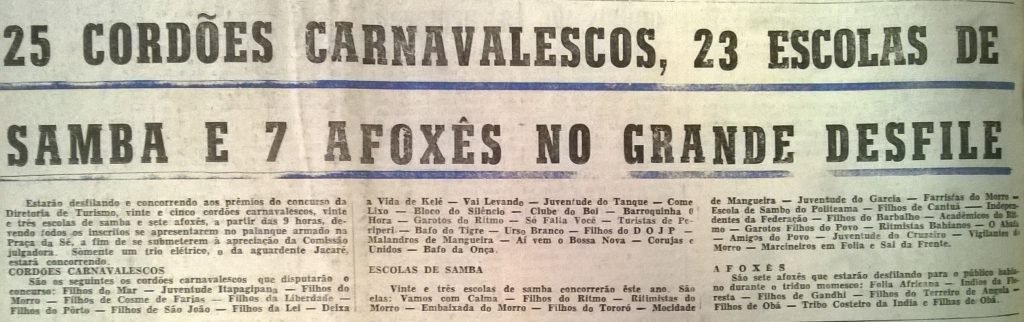 25 CORDÕES CARNAVALESCOS, 23 ESCOLAS DE
SAMBA E 7 AFOXÊS NO GRANDE DESFILE
Estarão desfilando e concorrendo aos prêmios do concurso da
Diretoria de Turismo, vinte e cinco cordões carnavalescos, vinte
e três escolas de samba e sete afoxés, a partir das 9 horas, de-
vendo todos os inscritos se apresentarem no palanque armado na
Praça da Sé, a fim de se submeterem à apreciação da Comissão
julgadora. Somente um trio elétrico, o da aguardente Jacaré,
estará concorrendo.
CORDÕES CARNAVALESCOS
São os seguintes os cordões carnavalescos que disputarão o
concurso: Filhos do Mar — Juventude Itapagipana — Filhos do
Morro — Filhos de Cosme de Farias — Filhos da Liberdade —
Filhos do Pôrto — Filhos de São João — Filhos da Lei — Deixa
a Vida de Kelé — Vai Levando — Juventude do Tanque — Come
Lixo — Bloco do Silêncio — Clube do Boi — Barroquinha 0
Hora — Garotos do Ritmo — Só Falta Você — Turistas de Pe-
riperi — Bafo do Tigre — Urso Branco — Filhos do D O J P —
Malandros de Mangueira — Aí vem o Bossa Nova — Corujas e
Unidos — Bafo da Onça.
ESCOLAS DE SAMBA
Vinte e três escolas de samba concorrerão êste ano. São
elas: Vamos com Calma — Filhos do Ritmo — Ritimistas do
Morro — Embaixada do Morro — Filhos do Tororó — Mocidade
de Mangueira — Juventude do Garcia — Farristas do Morro —
Escola de Sambo do Politeama — Filhos de Cantuá — Indepen-
dentes da Federação — Filhos do Barbalho — Acadêmicos do Rit-
mo — Garotos Filhos do Povo — Ritmistas Bahianos — O Abafa
— Amigos do Povo — Juventude do Cruzeiro — Vigilantes do
Morro — Marinheiros em Folia e Sai da Frente.
A F O X É S
São sete afoxés que estarão desfilando para o público bahia-
no durante o tríduo momesco: Folia Africana — Índios da Flo-
resta — Filhos de Gandhi — Filhos do Terreiro de Angola —
Filhos de Obá — Tribo Costeiro da Índia e Filhas de Obá.